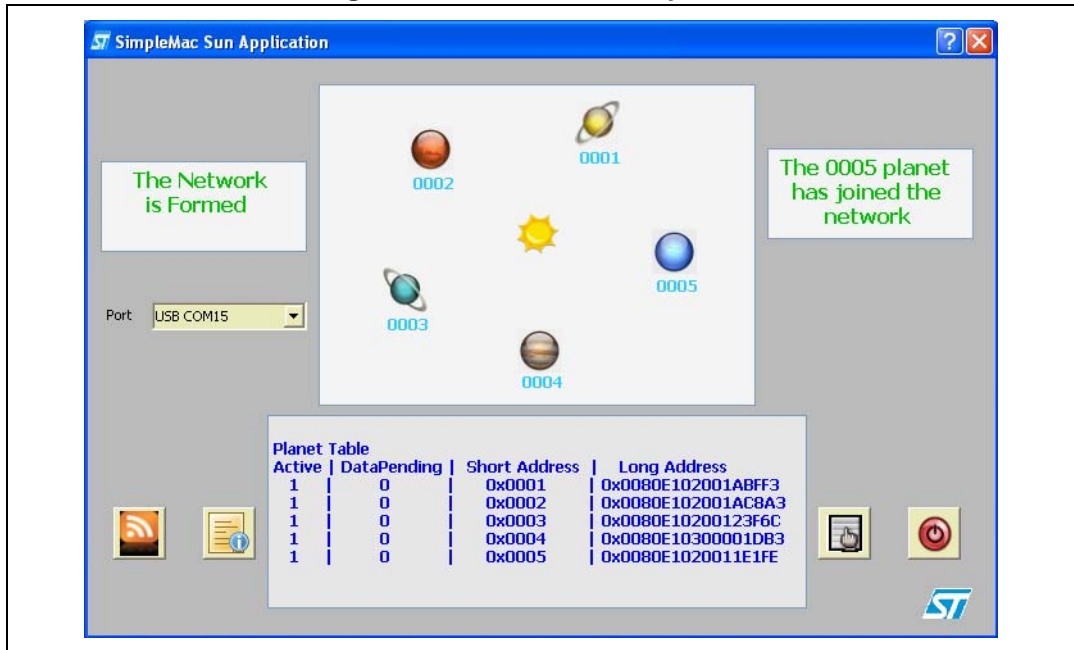 SimpleMac Sun Application
The Network
is Formed
0001
0002
The 0005 planet
has joined the
network
0005
Port USB COM15
0003
0004
Planet Table
Active | DataPending | Short Address | Long Address
1 | 0 | 0x0001 | 0x0080E102001ABFF3
1 | 0 | 0x0002 | 0x0080E102001AC8A3
1 | 0 | 0x0003 | 0x0080E10200123F6C
1 | 0 | 0x0004 | 0x0080E10300001DB3
1 | 0 | 0x0005 | 0x0080E1020011E1FE
ST